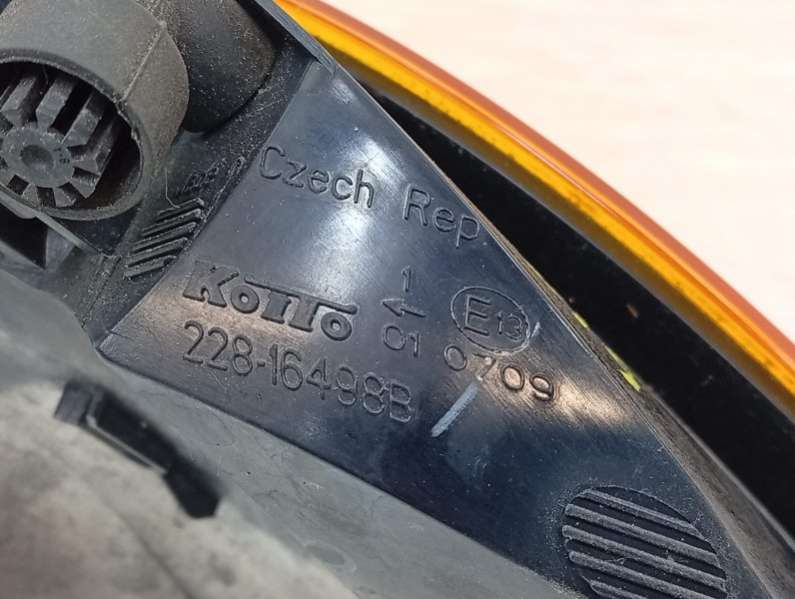 Czech Rep
KOITO
1
← E13
01 0709
228-16498B